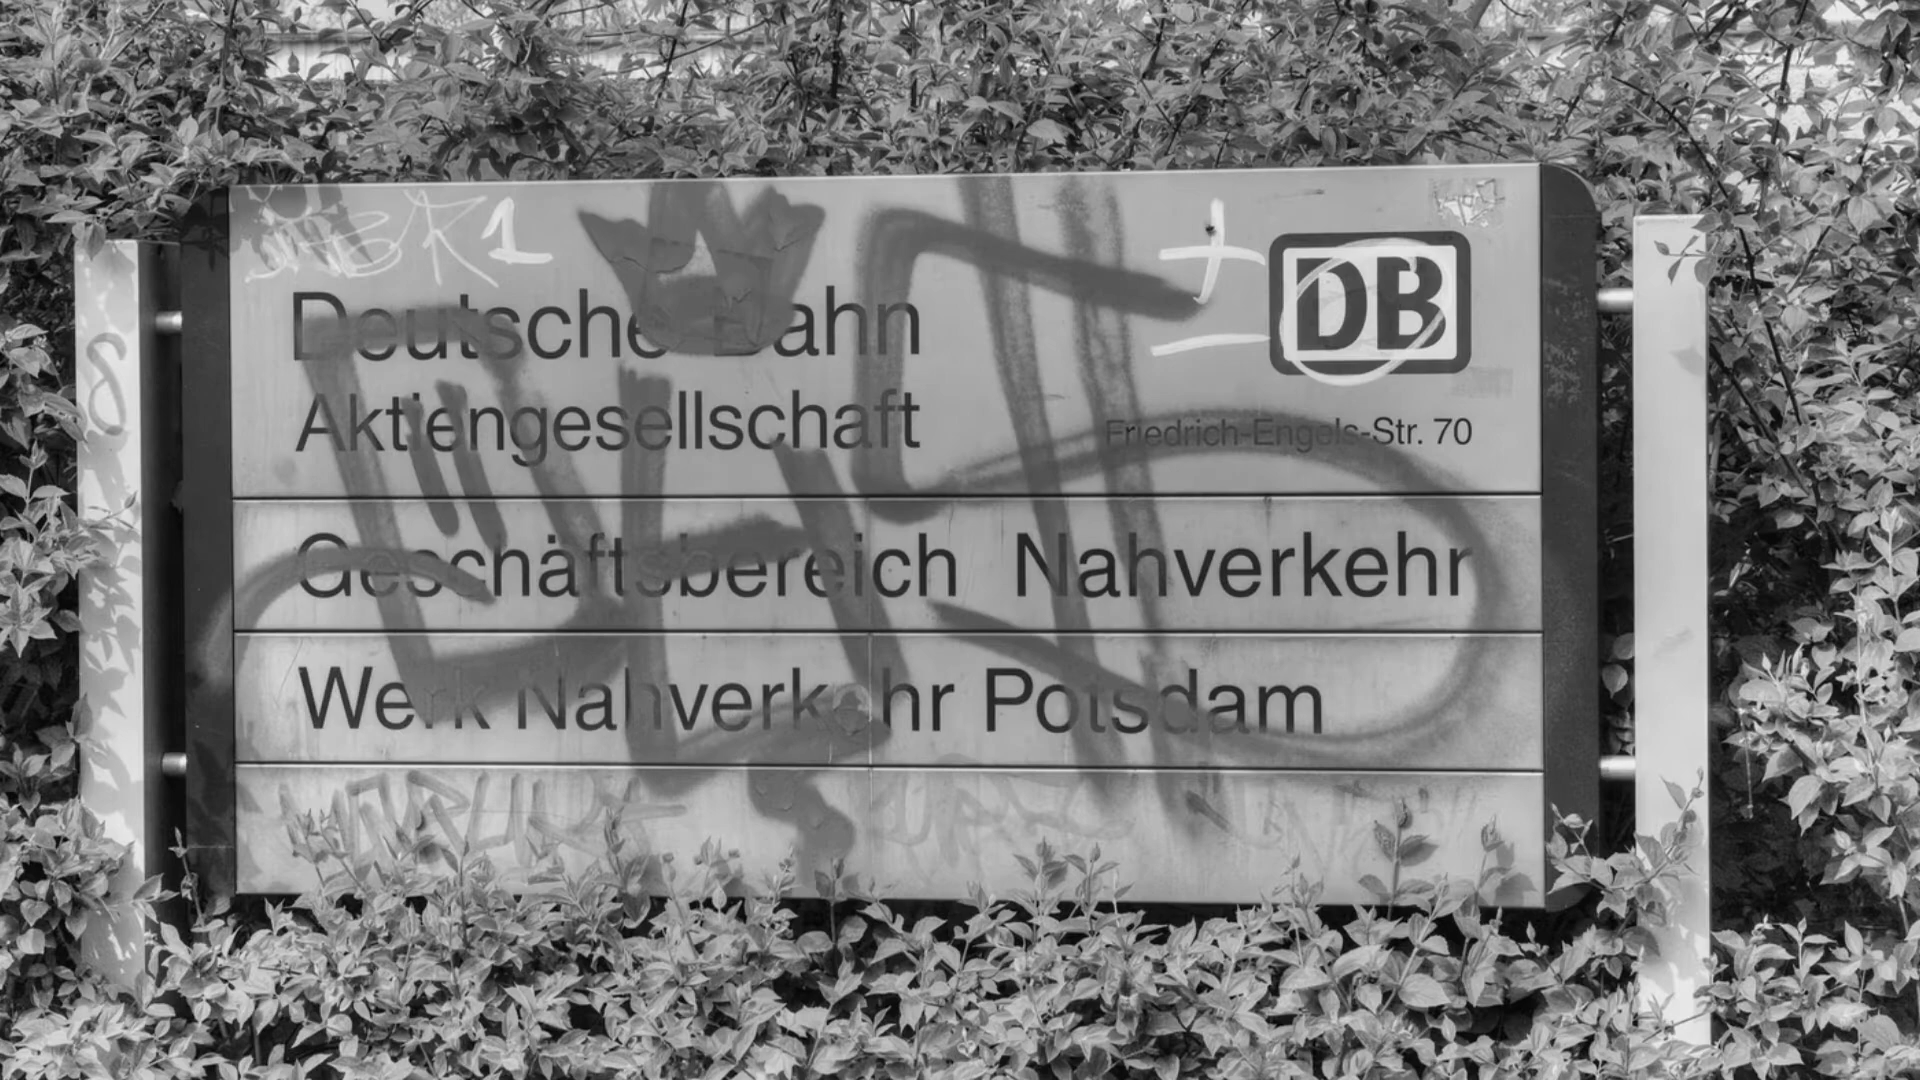 Deutsche Bahn
Aktiengesellschaft
DB
Friedrich-Engels-Str. 70
Geschäftsbereich Nahverkehr
Werk Nahverkehr Potsdam